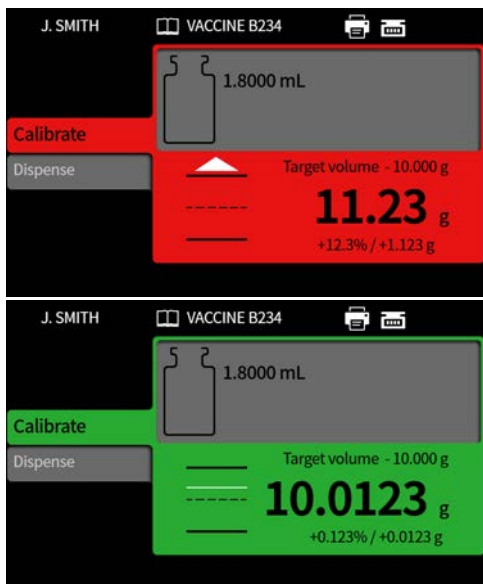 J. SMITH VACCINE B234
1.8000 mL
Calibrate
Dispense
Target volume - 10.000 g
11.23 g
+12.3% / +1.123 g
J. SMITH VACCINE B234
1.8000 mL
Calibrate
Dispense
Target volume - 10.000 g
10.0123 g
+0.123% / +0.0123 g